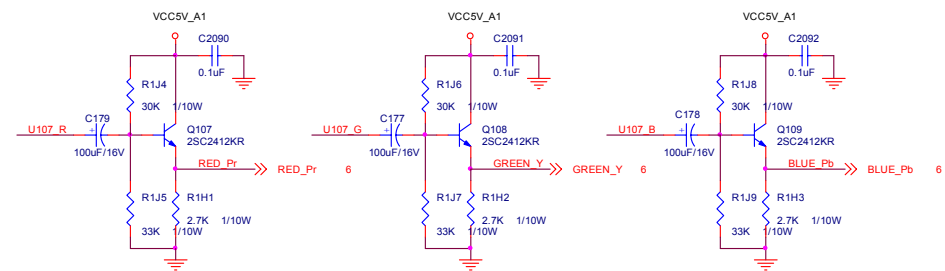 VCC5V_A1
C2090
0.1uF
R1J4
30K 1/10W
C179
+
100uF/16V
U107_R
Q107
2SC2412KR
RED_Pr
RED_Pr 6
R1J5
33K 1/10W
R1H1
2.7K 1/10W
VCC5V_A1
C2091
0.1uF
R1J6
30K 1/10W
C177
+
100uF/16V
U107_G
Q108
2SC2412KR
GREEN_Y
GREEN_Y 6
R1J7
33K 1/10W
R1H2
2.7K 1/10W
VCC5V_A1
C2092
0.1uF
R1J8
30K 1/10W
C178
+
100uF/16V
U107_B
Q109
2SC2412KR
BLUE_Pb
BLUE_Pb 6
R1J9
33K 1/10W
R1H3
2.7K 1/10W